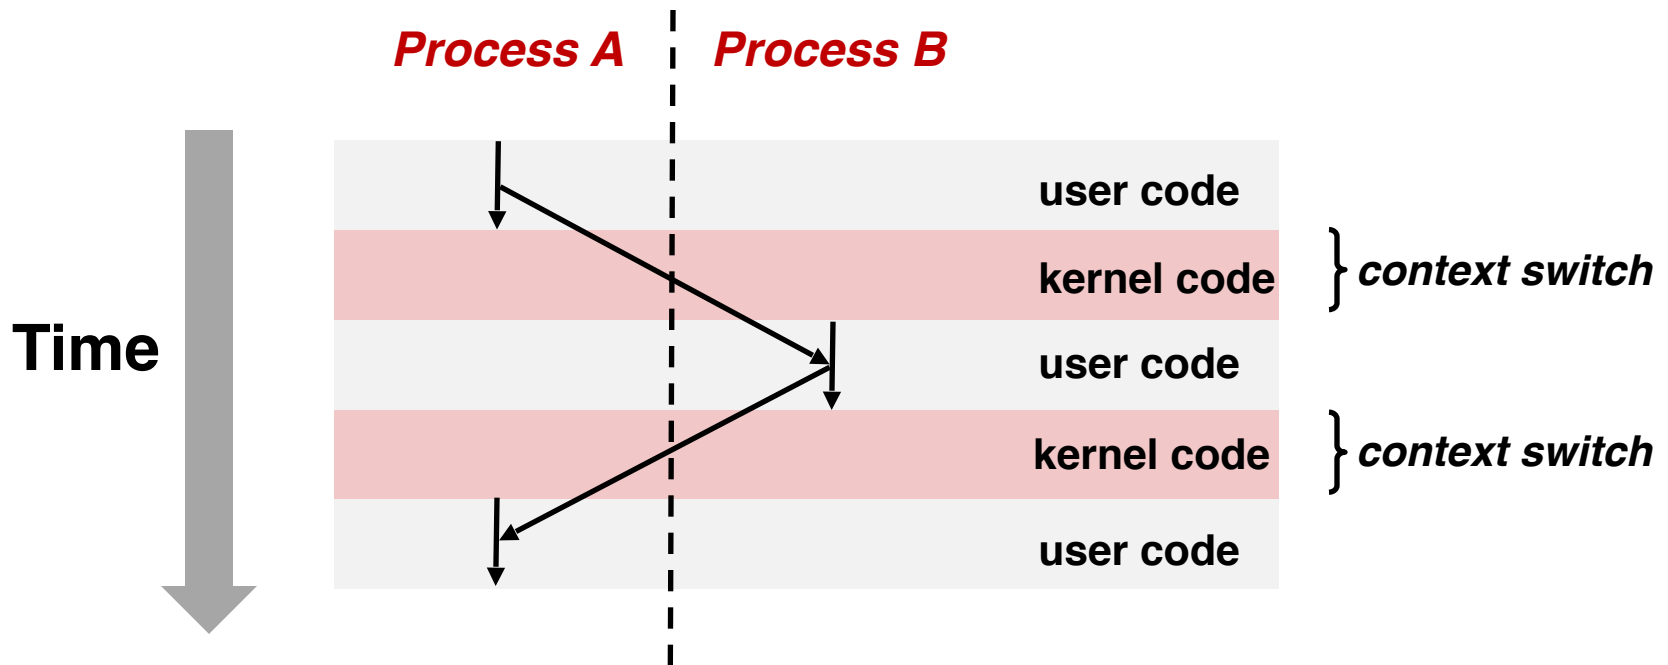 Process A
Process B
user code
kernel code
context switch
Time
user code
kernel code
context switch
user code